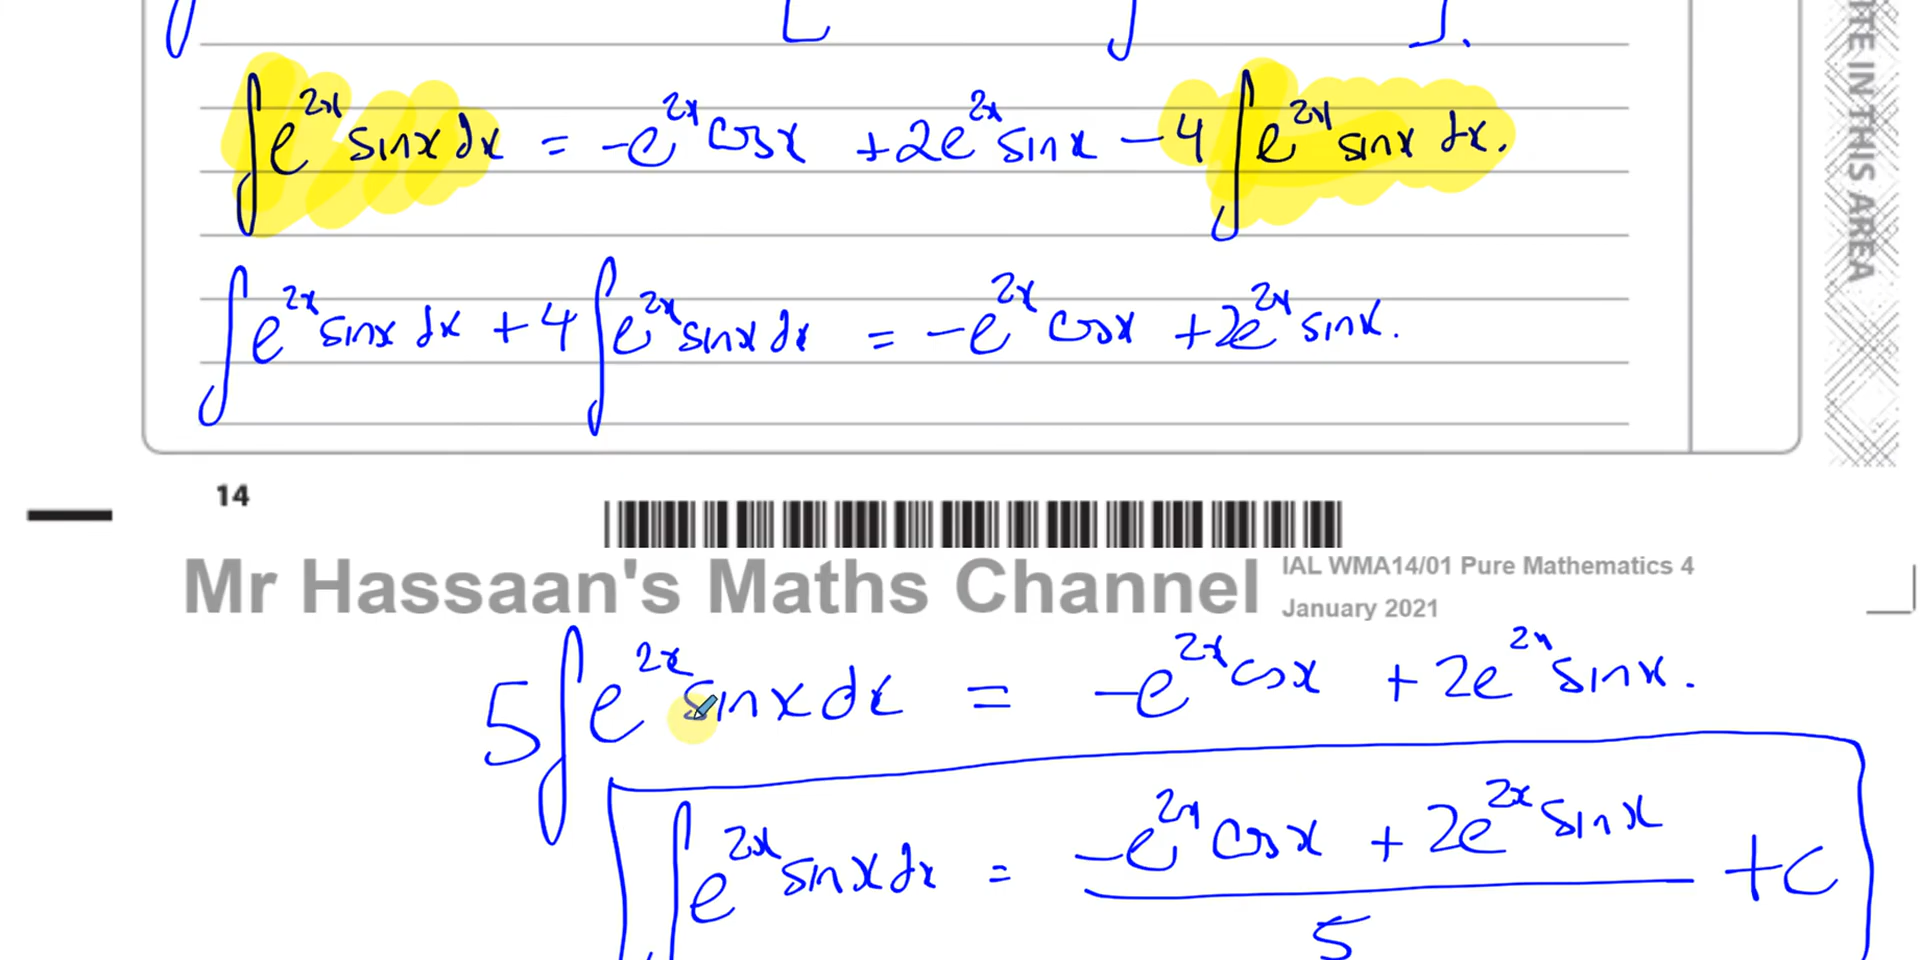 ∫e^{2x} sinx dx = -e^{2x} cosx + 2e^{2x} sinx - 4∫e^{2x} sinx dx.
∫e^{2x} sinx dx + 4∫e^{2x} sinx dx = -e^{2x} cosx + 2e^{2x} sinx.
14
Mr Hassaan's Maths Channel
IAL WMA14/01 Pure Mathematics 4
January 2021
5∫e^{2x} sinx dx = -e^{2x} cosx + 2e^{2x} sinx.
∫e^{2x} sinx dx = (-e^{2x} cosx + 2e^{2x} sinx)/5 + c
THIS AREA